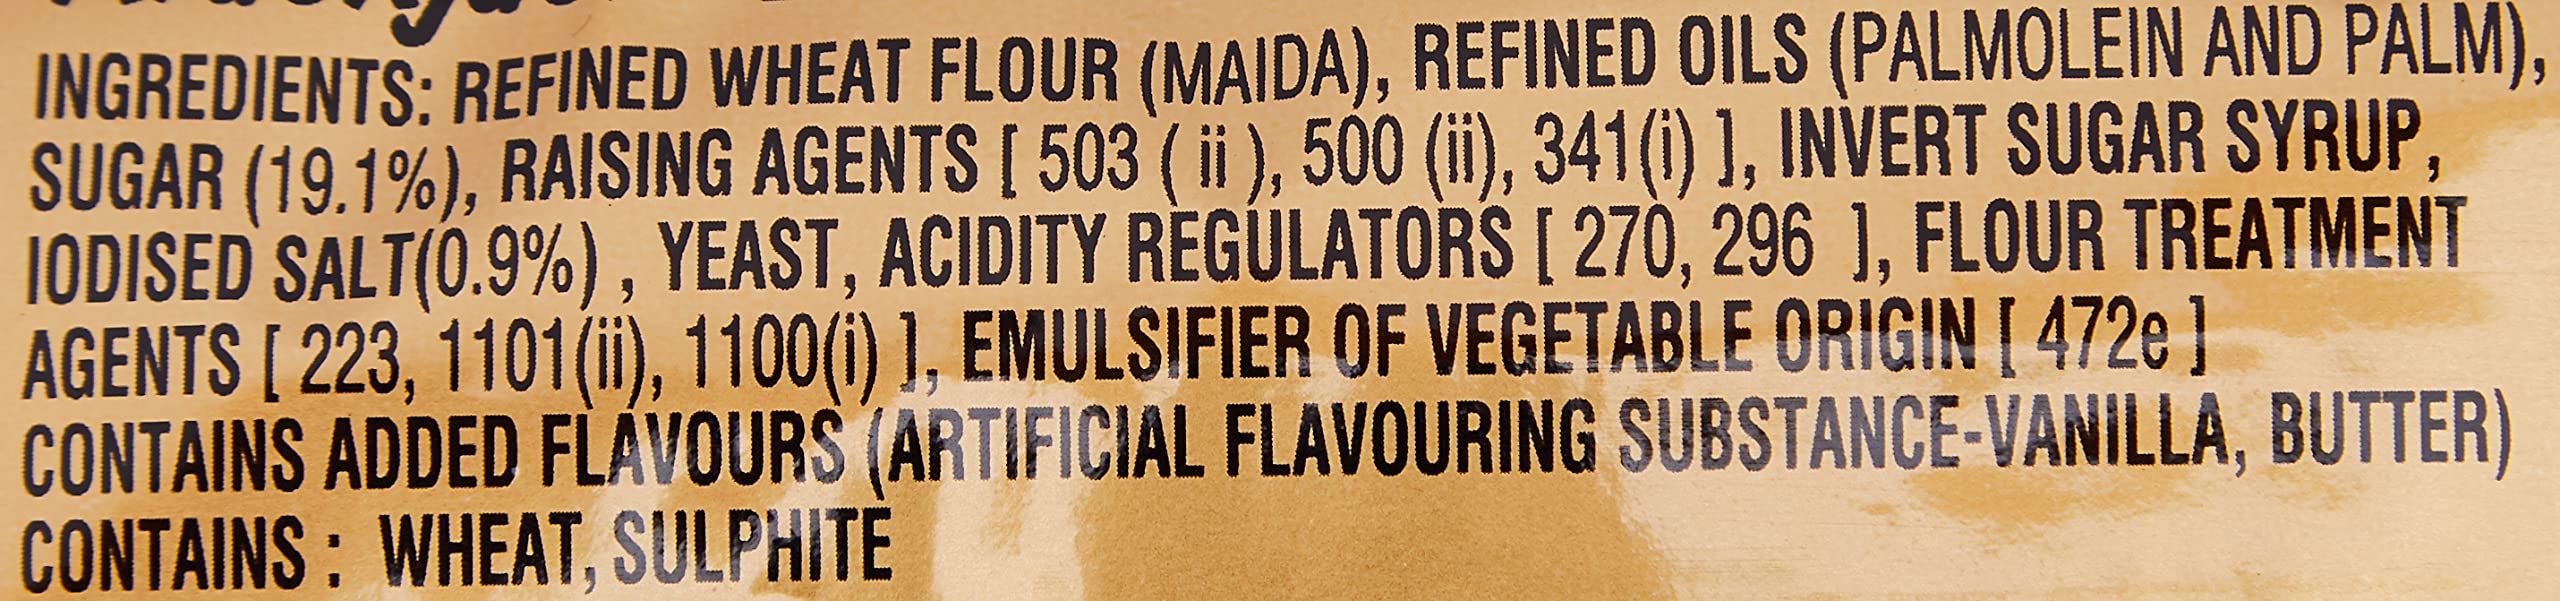 INGREDIENTS: REFINED WHEAT FLOUR (MAIDA), REFINED OILS (PALMOLEIN AND PALM),
SUGAR (19.1%), RAISING AGENTS [ 503 ( ii ), 500 (ii), 341(i) ], INVERT SUGAR SYRUP,
IODISED SALT(0.9%) , YEAST, ACIDITY REGULATORS [ 270, 296 ], FLOUR TREATMENT
AGENTS [ 223, 1101(ii), 1100(i) ], EMULSIFIER OF VEGETABLE ORIGIN [ 472e ]
CONTAINS ADDED FLAVOURS (ARTIFICIAL FLAVOURING SUBSTANCE-VANILLA, BUTTER)
CONTAINS : WHEAT, SULPHITE